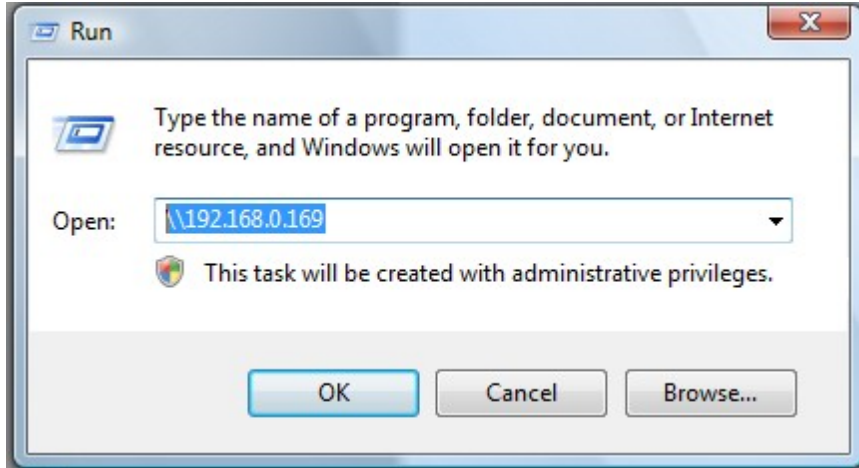 Run
Type the name of a program, folder, document, or Internet
resource, and Windows will open it for you.
Open: \\192.168.0.169
This task will be created with administrative privileges.
OK Cancel Browse...